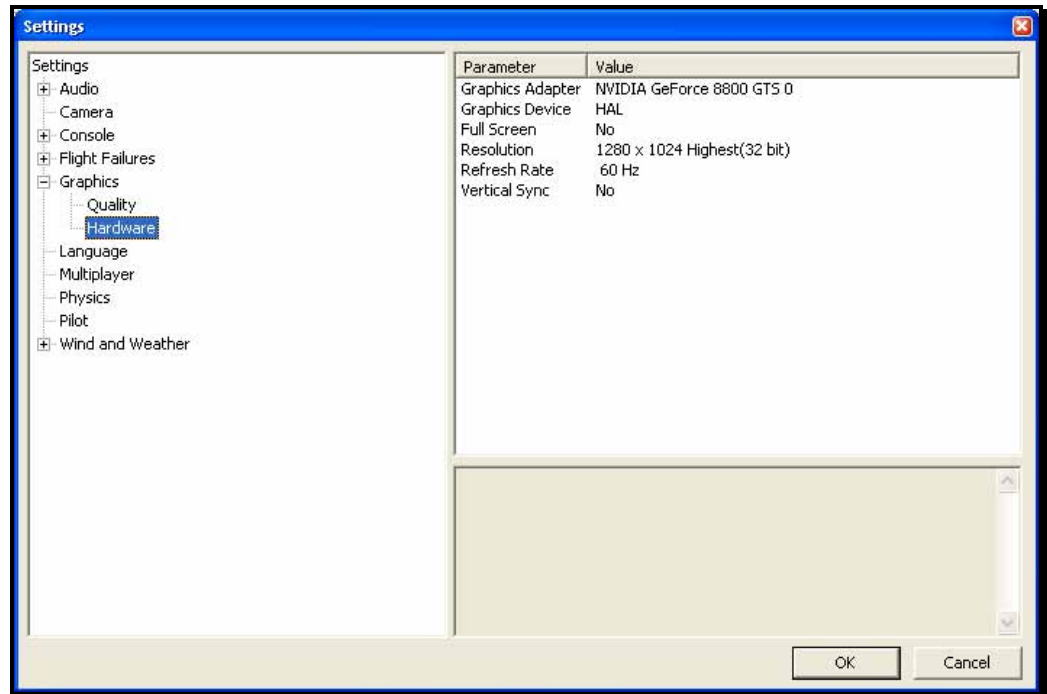 Settings
Settings
Audio
Camera
Console
Flight Failures
Graphics
Quality
Hardware
Language
Multiplayer
Physics
Pilot
Wind and Weather
Parameter Value
Graphics Adapter NVIDIA GeForce 8800 GTS 0
Graphics Device HAL
Full Screen No
Resolution 1280 x 1024 Highest(32 bit)
Refresh Rate 60 Hz
Vertical Sync No
OK Cancel